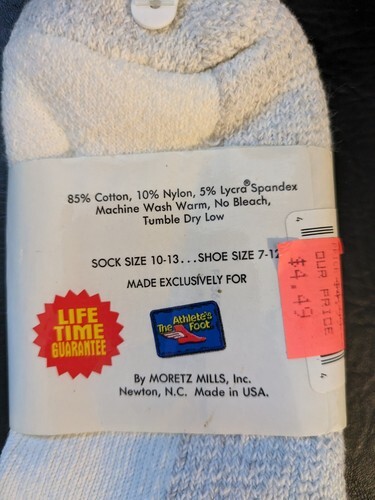 85% Cotton, 10% Nylon, 5% Lycra® Spandex
Machine Wash Warm, No Bleach,
Tumble Dry Low
SOCK SIZE 10-13...SHOE SIZE 7-12
MADE EXCLUSIVELY FOR
LIFE
TIME
GUARANTEE
The Athlete's
Foot
OUR PRICE
$4.49
4
4
By MORETZ MILLS, Inc.
Newton, N.C. Made in USA.